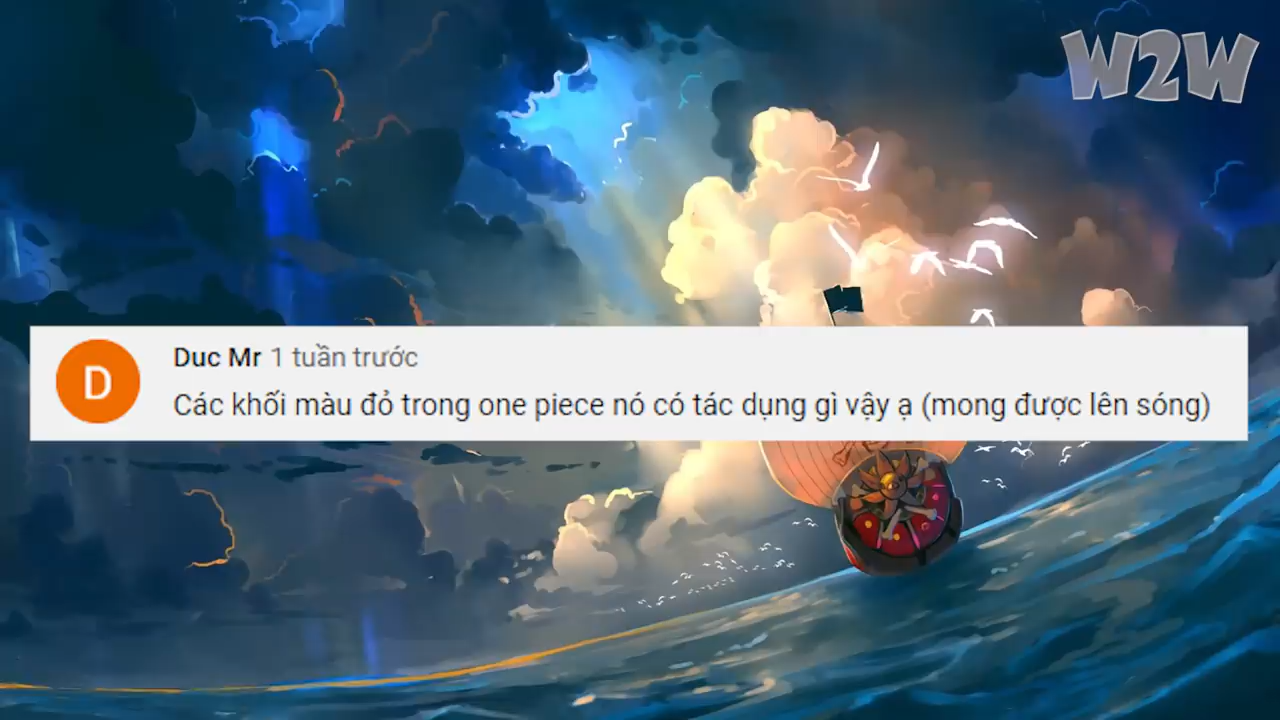 W2W
D
Duc Mr 1 tuần trước
Các khối màu đỏ trong one piece nó có tác dụng gì vậy ạ (mong được lên sóng)